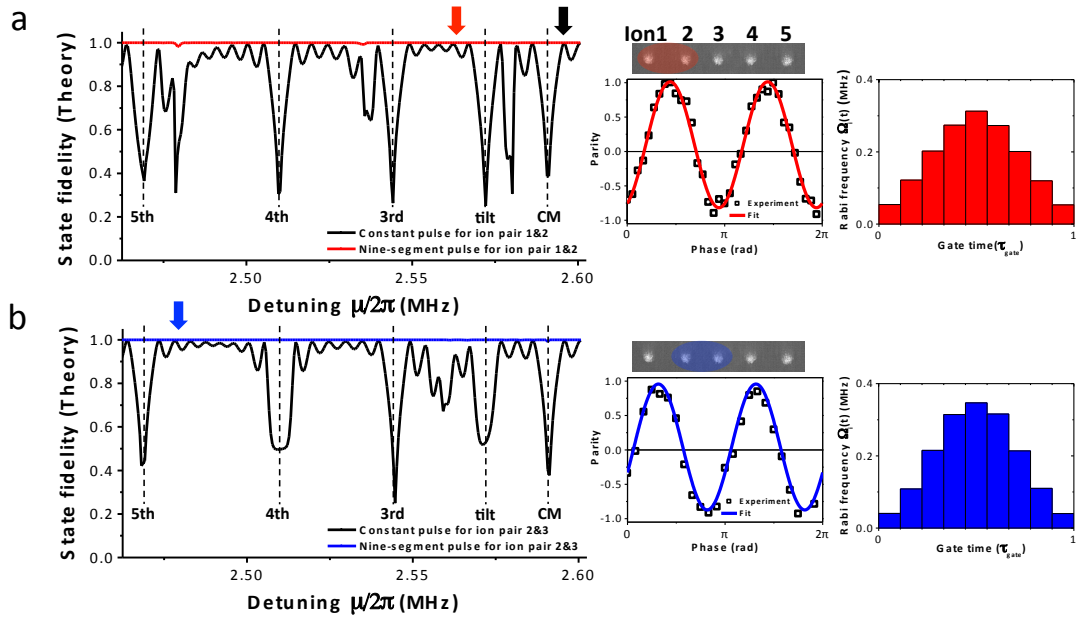 a
State fidelity (Theory)
1.0
0.8
0.6
0.4
0.2
0.0
5th
4th
3rd
tilt
CM
Constant pulse for ion pair 1&2
Nine-segment pulse for ion pair 1&2
2.50
2.55
2.60
Detuning μ/2π (MHz)
Ion1 2 3 4 5
Parity
1.0
0.5
0.0
-0.5
-1.0
Experiment
Fit
0
π
2π
Phase (rad)
Rabi frequency Ω(t) (MHz)
0.4
0.2
0.0
0
1
Gate time(τgate)
b
State fidelity (Theory)
1.0
0.8
0.6
0.4
0.2
0.0
5th
4th
3rd
tilt
CM
Constant pulse for ion pair 2&3
Nine-segment pulse for ion pair 2&3
2.50
2.55
2.60
Detuning μ/2π (MHz)
Parity
1.0
0.5
0.0
-0.5
-1.0
Experiment
Fit
0
π
2π
Phase (rad)
Rabi frequency Ω(t) (MHz)
0.4
0.2
0.0
0
1
Gate time(τgate)